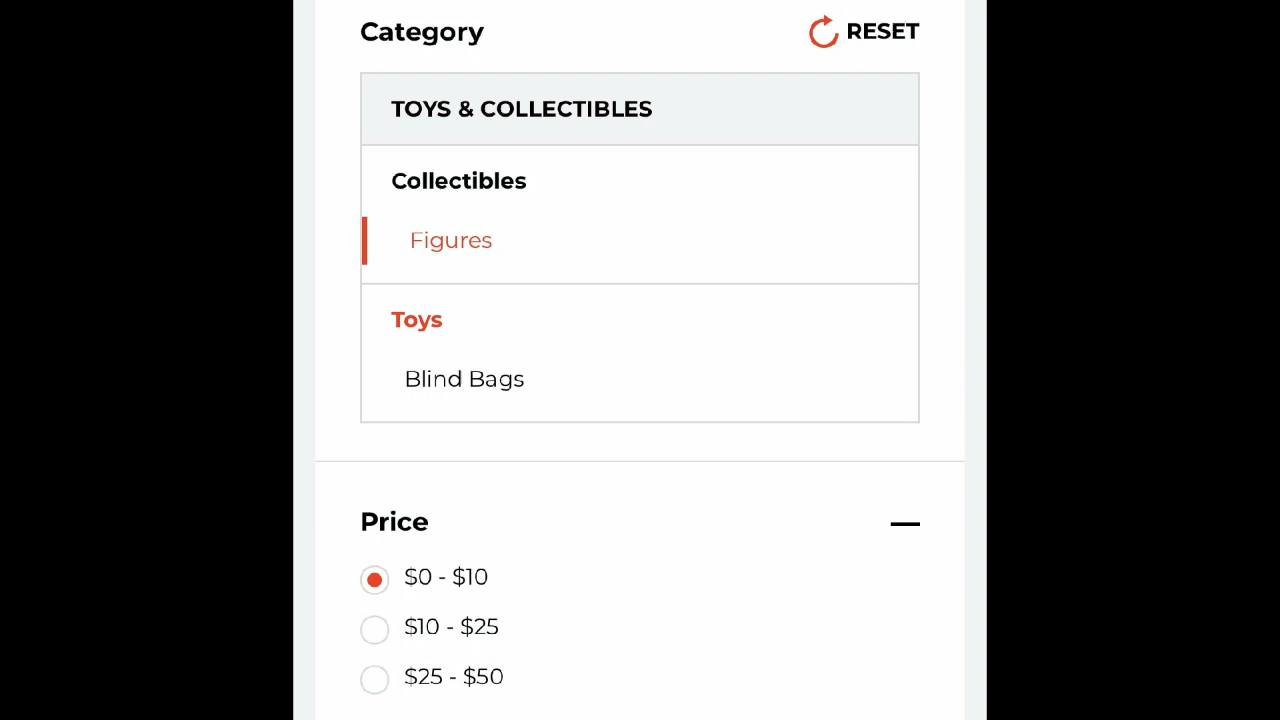 Category
RESET
TOYS & COLLECTIBLES
Collectibles
Figures
Toys
Blind Bags
Price
$0 - $10
$10 - $25
$25 - $50